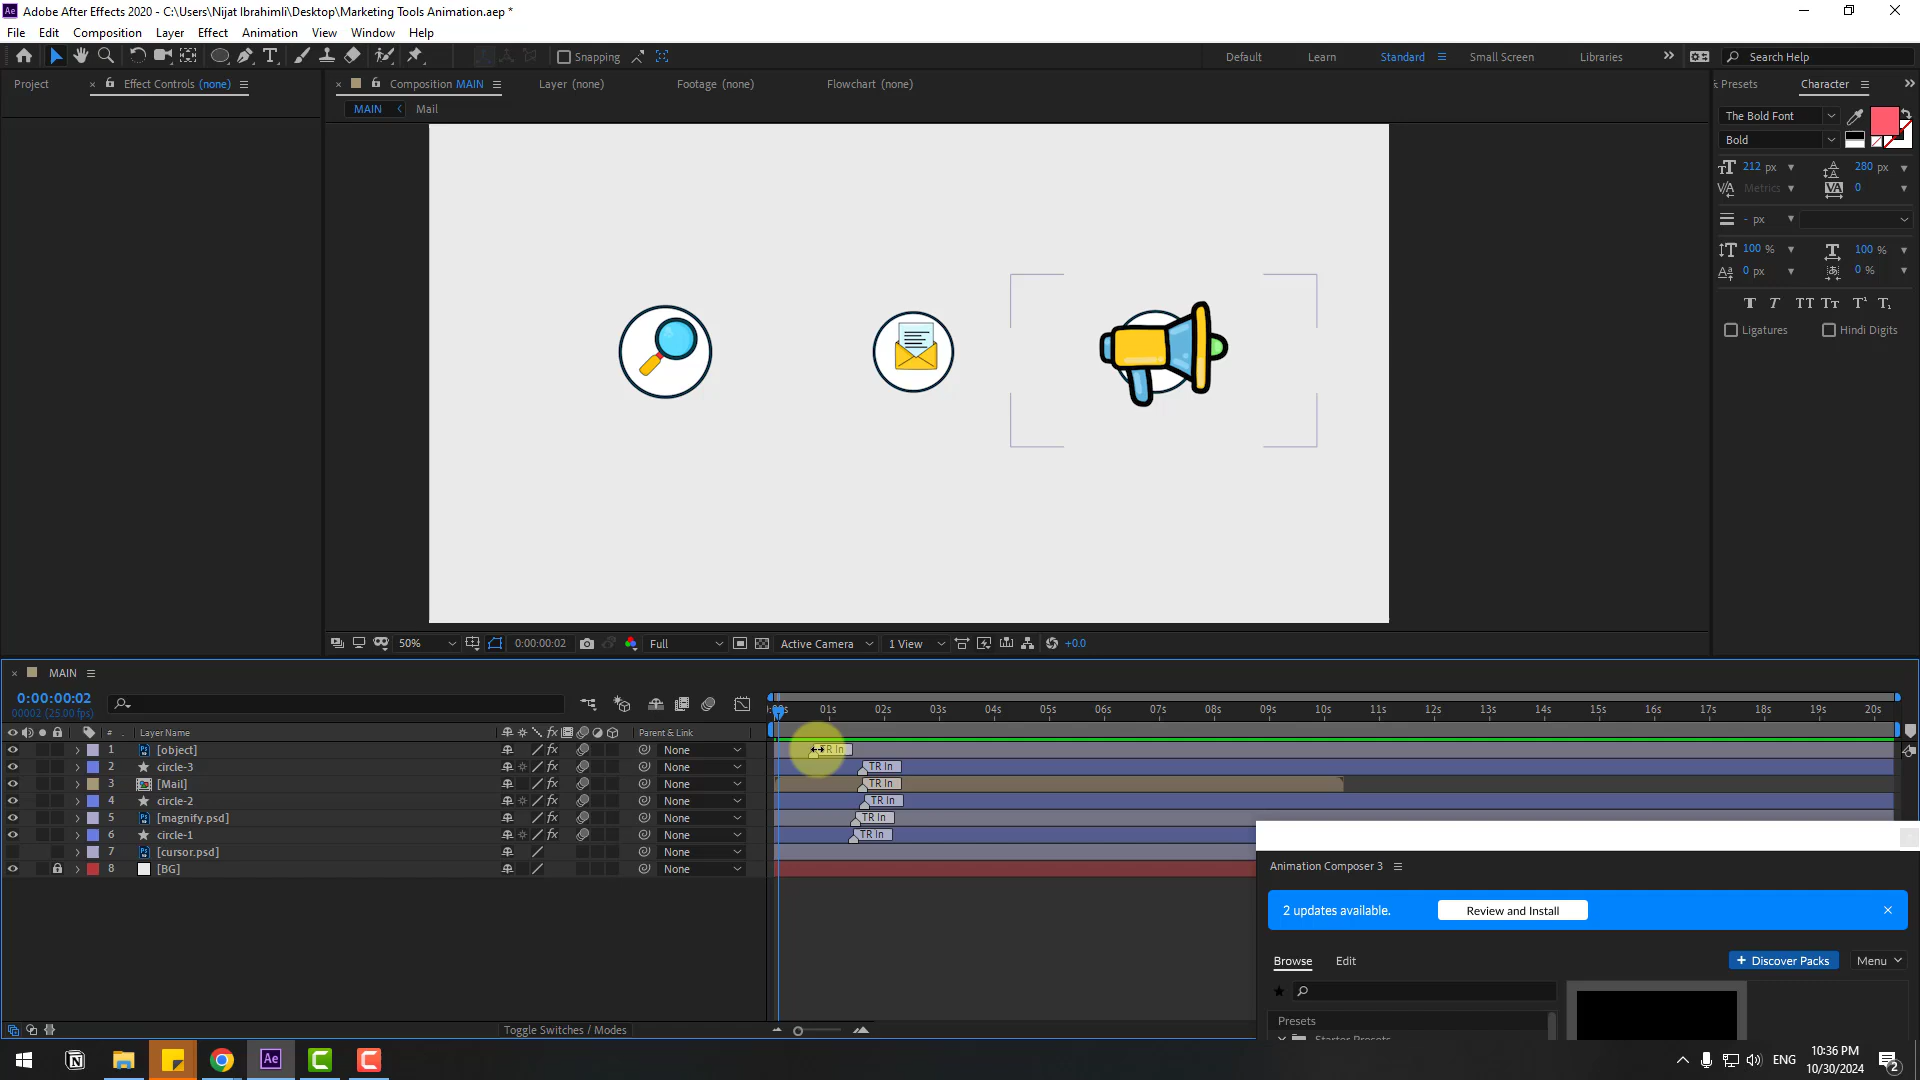 Adobe After Effects 2020 - C:\Users\Nijat Ibrahimli\Desktop\Marketing Tools Animation.aep *
File Edit Composition Layer Effect Animation View Window Help
Snapping
Default Learn Standard Small Screen Libraries Search Help
Project
Effect Controls (none)
Composition MAIN
Layer (none)
Footage (none)
Flowchart (none)
MAIN
Mail
Presets
Character
The Bold Font
Bold
212 px
280 px
Metrics
0
- px
100 %
100 %
0 px
0 %
Ligatures
Hindi Digits
50%
0:00:00:02
Full
Active Camera
1 View
+0.0
MAIN
0:00:00:02
00002 (25.00 fps)
01s 02s 03s 04s 05s 06s 07s 08s 09s 10s 11s 12s 13s 14s 15s 16s 17s 18s 19s 20s
# Layer Name Parent & Link
1 [object] None TR In
2 circle-3 None TR In
3 [Mail] None TR In
4 circle-2 None TR In
5 [magnify.psd] None TR In
6 circle-1 None TR In
7 [cursor.psd] None
8 [BG] None
Animation Composer 3
2 updates available.
Review and Install
Browse
Edit
+ Discover Packs
Menu
Presets
Starter Presets
Toggle Switches / Modes
Ae
ENG
10:36 PM
10/30/2024
2